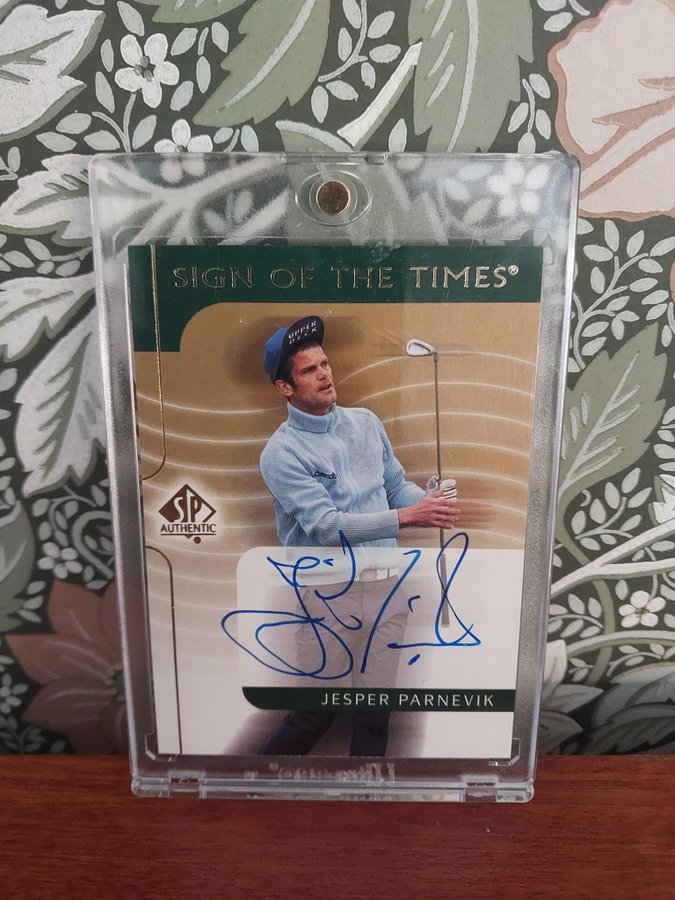 SIGN OF THE TIMES®
UPPER
DECK
SP
AUTHENTIC
JESPER PARNEVIK